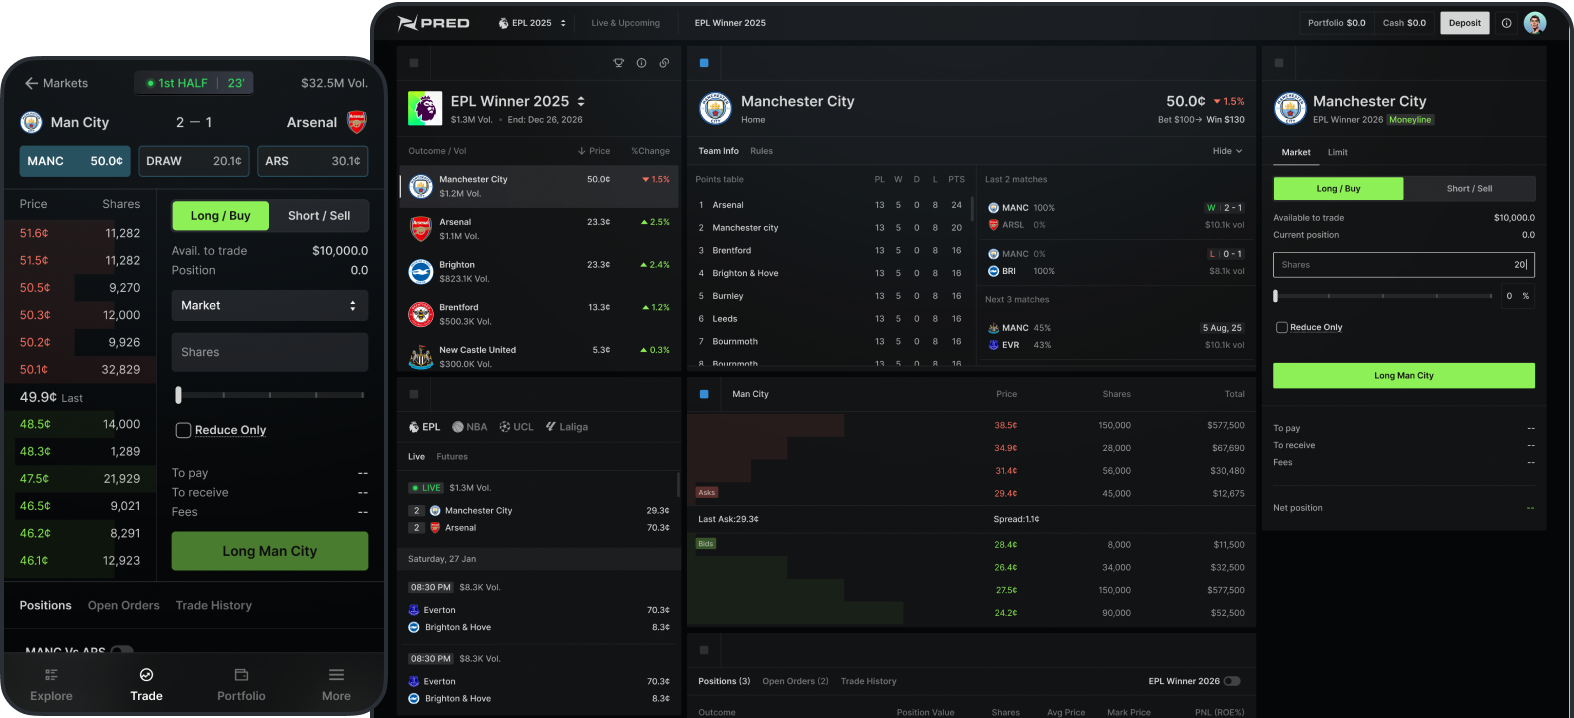 Markets
1st HALF 23'
$32.5M Vol.
Man City 2 – 1 Arsenal
MANC 50.0¢ DRAW 20.1¢ ARS 30.1¢
Price Shares
51.6¢ 11,282
51.5¢ 11,282
50.5¢ 9,270
50.3¢ 12,000
50.2¢ 9,926
50.1¢ 32,829
49.9¢ Last
48.5¢ 14,000
48.3¢ 1,289
47.5¢ 21,929
46.5¢ 9,021
46.2¢ 8,291
46.1¢ 12,923
Long / Buy Short / Sell
Avail. to trade $10,000.0
Position 0.0
Market
Shares
Reduce Only
To pay --
To receive --
Fees --
Long Man City
Positions Open Orders Trade History
MANC Vs ARS
Explore Trade Portfolio More
PRED EPL 2025 Live & Upcoming EPL Winner 2025
Portfolio $0.0 Cash $0.0 Deposit
EPL Winner 2025
$1.3M Vol. • End: Dec 26, 2026
Outcome / Vol Price %Change
Manchester City 50.0¢ 1.5%
$1.2M Vol.
Arsenal 23.3¢ 2.5%
$1.1M Vol.
Brighton 23.3¢ 2.4%
$823.1K Vol.
Brentford 13.3¢ 1.2%
$500.3K Vol.
New Castle United 5.3¢ 0.3%
$300.0K Vol.
EPL NBA UCL Laliga
Live Futures
LIVE $1.3M Vol.
2 Manchester City 29.3¢
2 Arsenal 70.3¢
Saturday, 27 Jan
08:30 PM $8.3K Vol.
Everton 70.3¢
Brighton & Hove 8.3¢
08:30 PM $8.3K Vol.
Everton 70.3¢
Brighton & Hove 8.3¢
Manchester City 50.0¢ 1.5%
Home Bet $100→ Win $130
Team Info Rules Hide
Points table PL W D L PTS
1 Arsenal 13 5 0 8 24
2 Manchester city 13 5 0 8 20
3 Brentford 13 5 0 8 16
4 Brighton & Hove 13 5 0 8 16
5 Burnley 13 5 0 8 16
6 Leeds 13 5 0 8 16
7 Bournmoth 13 5 0 8 16
8 Bournmoth 13 5 0 8 16
Last 2 matches
MANC 100% W 2 - 1
ARSL 0% $10.1k vol
MANC 0% L 0 - 1
BRI 100% $8.1k vol
Next 3 matches
MANC 45% 5 Aug, 25
EVR 43% $10.1k vol
Man City Price Shares Total
38.5¢ 150,000 $577,500
34.9¢ 28,000 $67,690
31.4¢ 56,000 $30,480
Asks 29.4¢ 45,000 $12,675
Last Ask:29.3¢ Spread:1.1¢
Bids 28.4¢ 8,000 $11,500
26.4¢ 34,000 $32,500
27.5¢ 150,000 $577,500
24.2¢ 90,000 $52,500
Positions (3) Open Orders (2) Trade History EPL Winner 2026
Outcome Position Value Shares Avg Price Mark Price PNL (ROE%)
Manchester City
EPL Winner 2026 Moneyline
Market Limit
Long / Buy Short / Sell
Available to trade $10,000.0
Current position 0.0
Shares 20
0 %
Reduce Only
Long Man City
To pay --
To receive --
Fees --
Net position --